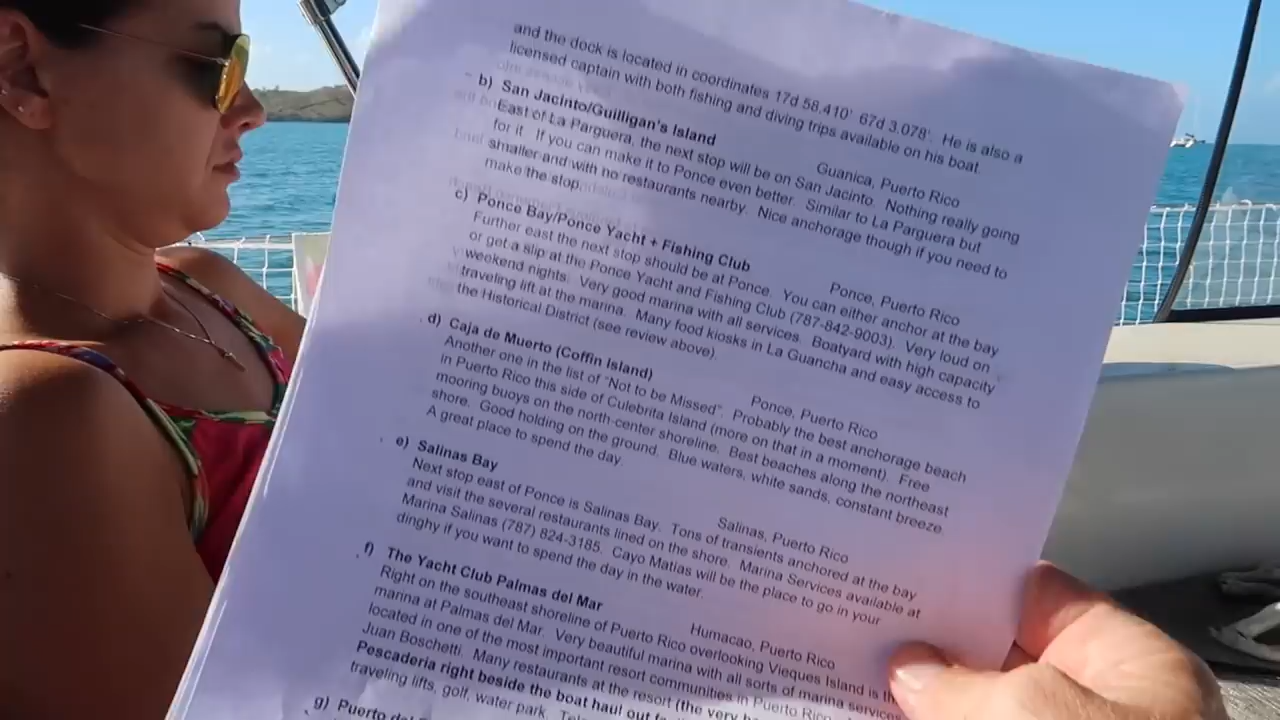 and the dock is located in coordinates 17d 58.410' 67d 3.078'. He is also a
licensed captain with both fishing and diving trips available on his boat.
b) San Jacinto/Guilligan's Island Guanica, Puerto Rico
East of La Parguera, the next stop will be on San Jacinto. Nothing really going
for it. If you can make it to Ponce even better. Similar to La Parguera but
smaller and with no restaurants nearby. Nice anchorage though if you need to
make the stop.
c) Ponce Bay/Ponce Yacht + Fishing Club Ponce, Puerto Rico
Further east the next stop should be at Ponce. You can either anchor at the bay
or get a slip at the Ponce Yacht and Fishing Club (787-842-9003). Very loud on
weekend nights. Very good marina with all services. Boatyard with high capacity
traveling lift at the marina. Many food kiosks in La Guancha and easy access to
the Historical District (see review above).
d) Caja de Muerto (Coffin Island) Ponce, Puerto Rico
Another one in the list of "Not to be Missed". Probably the best anchorage beach
in Puerto Rico this side of Culebrita Island (more on that in a moment). Free
mooring buoys on the north-center shoreline. Best beaches along the northeast
shore. Good holding on the ground. Blue waters, white sands, constant breeze.
A great place to spend the day.
e) Salinas Bay Salinas, Puerto Rico
Next stop east of Ponce is Salinas Bay. Tons of transients anchored at the bay
and visit the several restaurants lined on the shore. Marina Services available at
Marina Salinas (787) 824-3185. Cayo Matias will be the place to go in your
dinghy if you want to spend the day in the water.
f) The Yacht Club Palmas del Mar Humacao, Puerto Rico
Right on the southeast shoreline of Puerto Rico overlooking Vieques Island is the
marina at Palmas del Mar. Very beautiful marina with all sorts of marina services
located in one of the most important resort communities in Puerto Rico.
Juan Boschetti. Many restaurants at the resort (the very
Pescaderia right beside the boat haul out
traveling lifts, golf, water park.
g) Puerto del